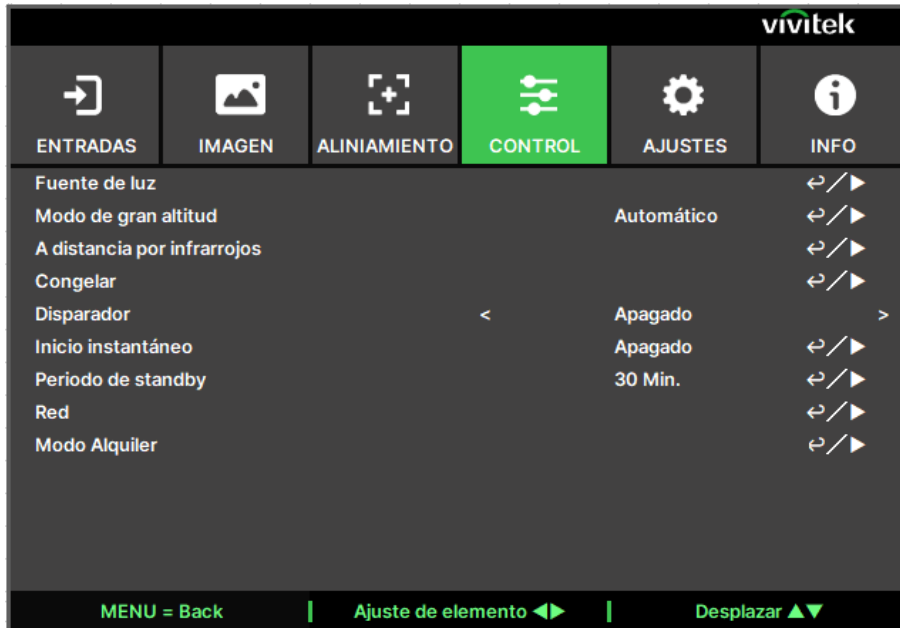 vivitek
ENTRADAS IMAGEN ALINIAMIENTO CONTROL AJUSTES INFO
Fuente de luz
Modo de gran altitud Automático
A distancia por infrarrojos
Congelar
Disparador < Apagado >
Inicio instantáneo Apagado
Periodo de standby 30 Min.
Red
Modo Alquiler
MENU = Back | Ajuste de elemento ◀▶ | Desplazar ▲▼